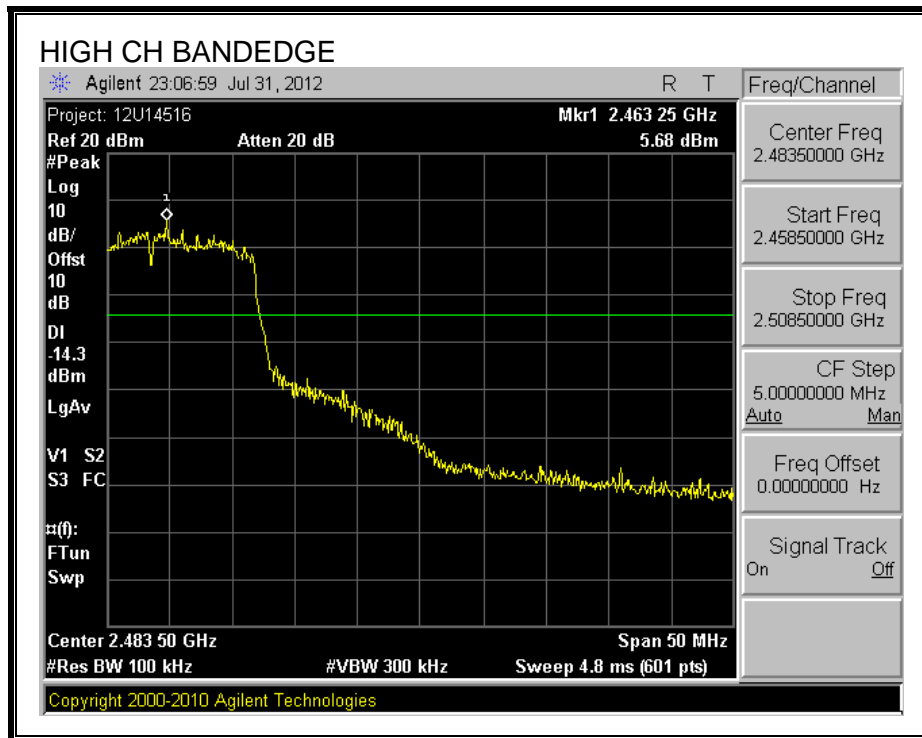 HIGH CH BANDEDGE
Agilent 23:06:59 Jul 31, 2012 R T
Project: 12U14516 Mkr1 2.463 25 GHz
Ref 20 dBm Atten 20 dB 5.68 dBm
#Peak
Log
10
dB/
Offst
10
dB
DI
-14.3
dBm
LgAv
V1 S2
S3 FC
¤(f):
FTun
Swp
1
Center 2.483 50 GHz Span 50 MHz
#Res BW 100 kHz #VBW 300 kHz Sweep 4.8 ms (601 pts)
Copyright 2000-2010 Agilent Technologies
Freq/Channel
Center Freq
2.48350000 GHz
Start Freq
2.45850000 GHz
Stop Freq
2.50850000 GHz
CF Step
5.00000000 MHz
Auto Man
Freq Offset
0.00000000 Hz
Signal Track
On Off